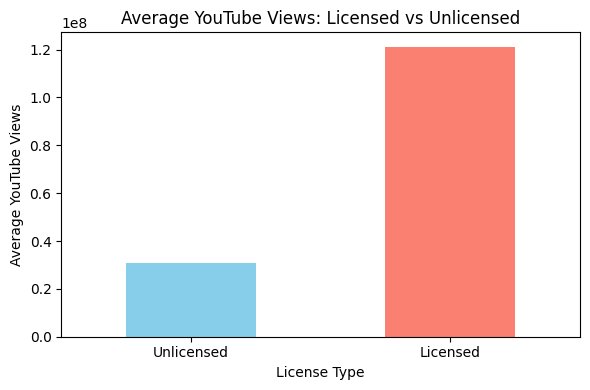 Average YouTube Views: Licensed vs Unlicensed
1e8
1.2
1.0
0.8
0.6
0.4
0.2
0.0
Average YouTube Views
Unlicensed
Licensed
License Type